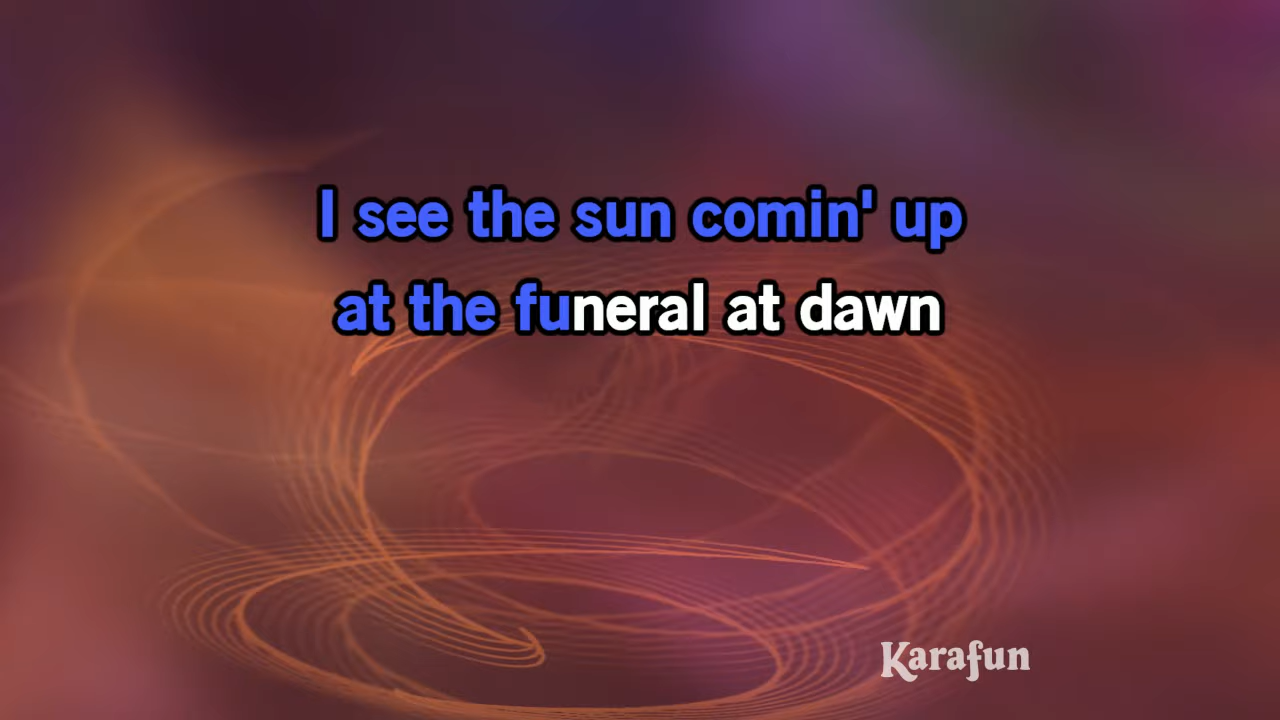 I see the sun comin' up
at the funeral at dawn
Karafun